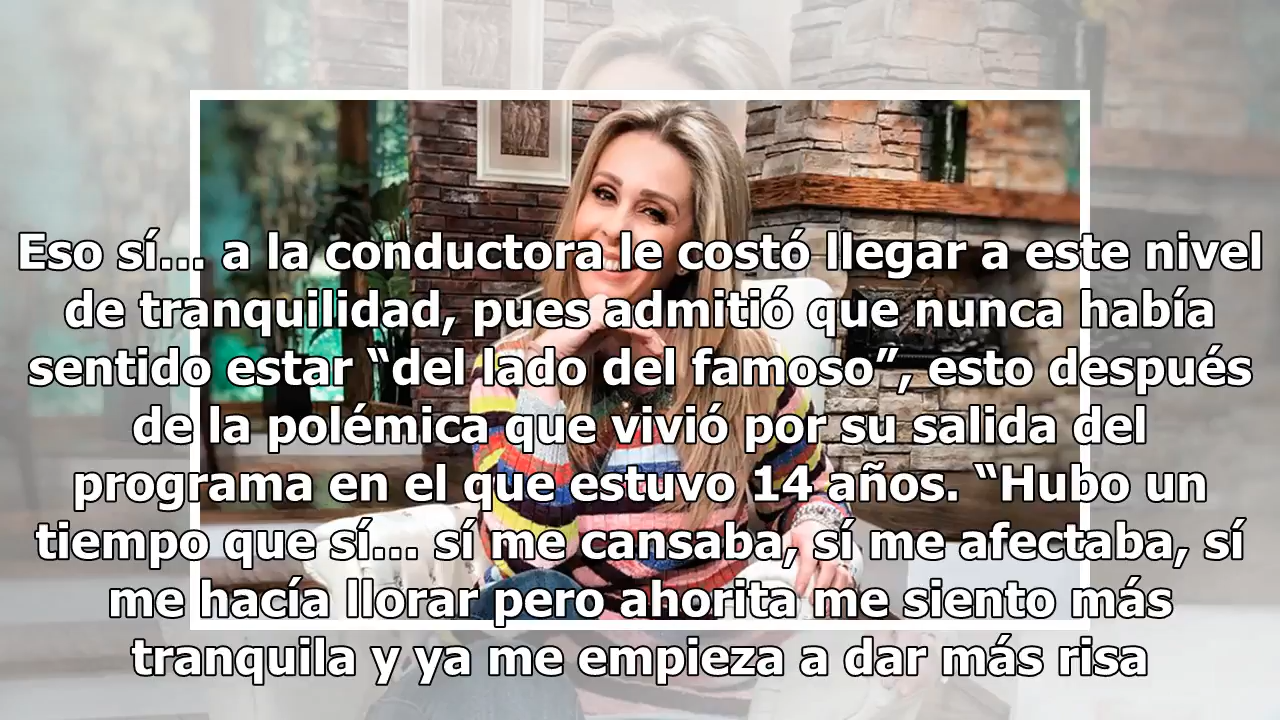 Eso sí... a la conductora le costó llegar a este nivel
de tranquilidad, pues admitió que nunca había
sentido estar “del lado del famoso”, esto después
de la polémica que vivió por su salida del
programa en el que estuvo 14 años. “Hubo un
tiempo que sí... sí me cansaba, sí me afectaba, sí
me hacía llorar pero ahorita me siento más
tranquila y ya me empieza a dar más risa